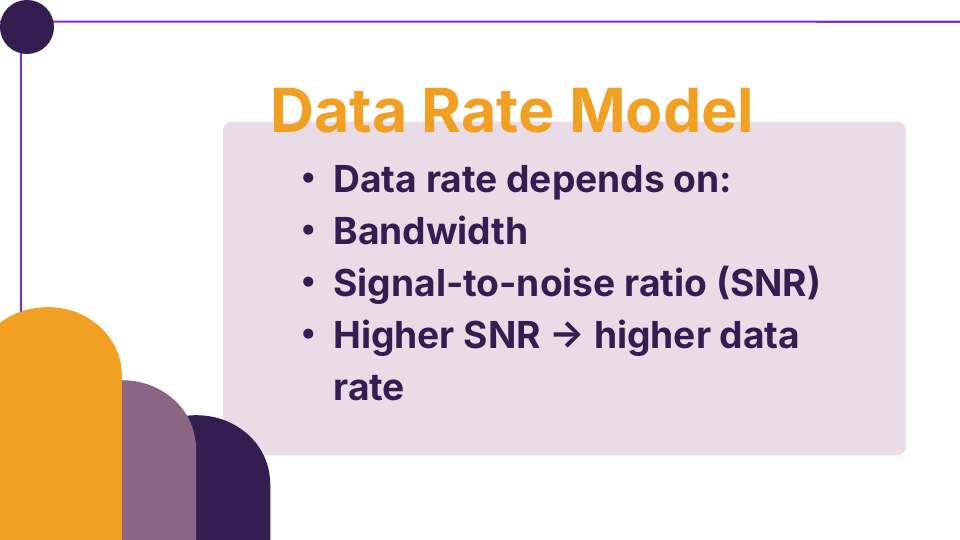 Data Rate Model
• Data rate depends on:
• Bandwidth
• Signal-to-noise ratio (SNR)
• Higher SNR → higher data
rate